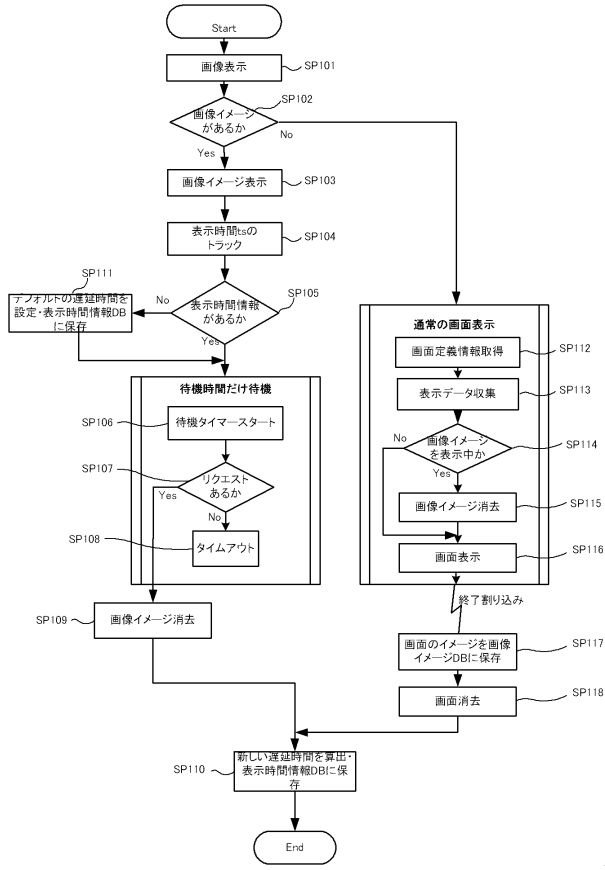 Start
画像表示
SP101
画像イメージ
があるか
SP102
No
Yes
画像イメージ表示
SP103
表示時間tsの
トラック
SP104
表示時間情報
があるか
SP105
No
Yes
SP111
デフォルトの遅延時間を
設定・表示時間情報DB
に保存
待機時間だけ待機
SP106
待機タイマースタート
SP107
リクエスト
あるか
Yes
No
SP108
タイムアウト
SP109
画像イメージ消去
通常の画面表示
画面定義情報取得
SP112
表示データ収集
SP113
画像イメージ
を表示中か
SP114
No
Yes
画像イメージ消去
SP115
画面表示
SP116
終了割り込み
画面のイメージを画像
イメージDBに保存
SP117
画面消去
SP118
SP110
新しい遅延時間を算出・
表示時間情報DBに保
存
End